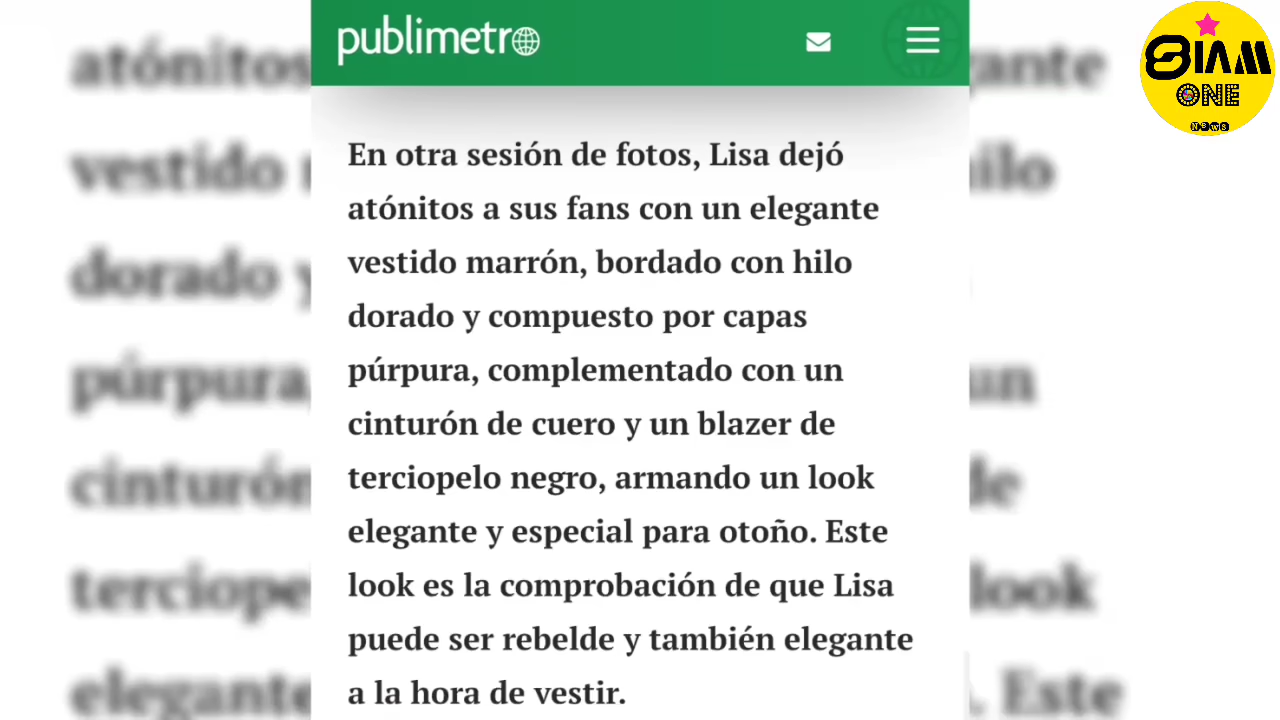 publimetro
8IAM
ONE
NEWS
En otra sesión de fotos, Lisa dejó
atónitos a sus fans con un elegante
vestido marrón, bordado con hilo
dorado y compuesto por capas
púrpura, complementado con un
cinturón de cuero y un blazer de
terciopelo negro, armando un look
elegante y especial para otoño. Este
look es la comprobación de que Lisa
puede ser rebelde y también elegante
a la hora de vestir.